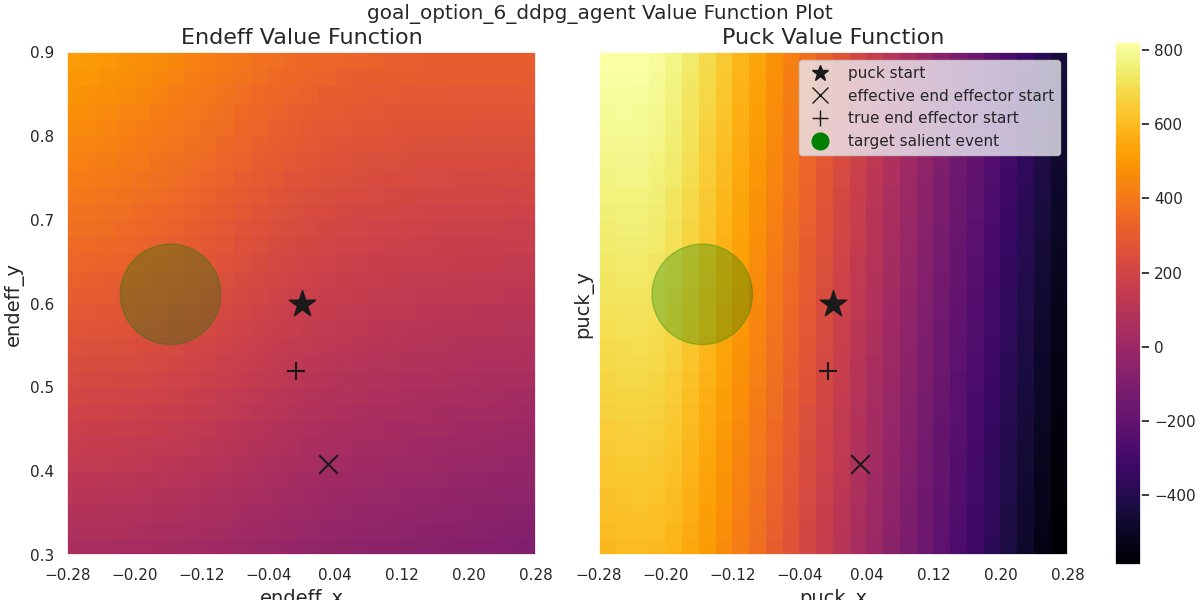 goal_option_6_ddpg_agent Value Function Plot
Endeff Value Function
Puck Value Function
endeff_y
0.9
0.8
0.7
0.6
0.5
0.4
0.3
−0.28 −0.20 −0.12 −0.04 0.04 0.12 0.20 0.28
endeff_x
puck_y
puck start
effective end effector start
true end effector start
target salient event
−0.28 −0.20 −0.12 −0.04 0.04 0.12 0.20 0.28
puck_x
800
600
400
200
0
−200
−400